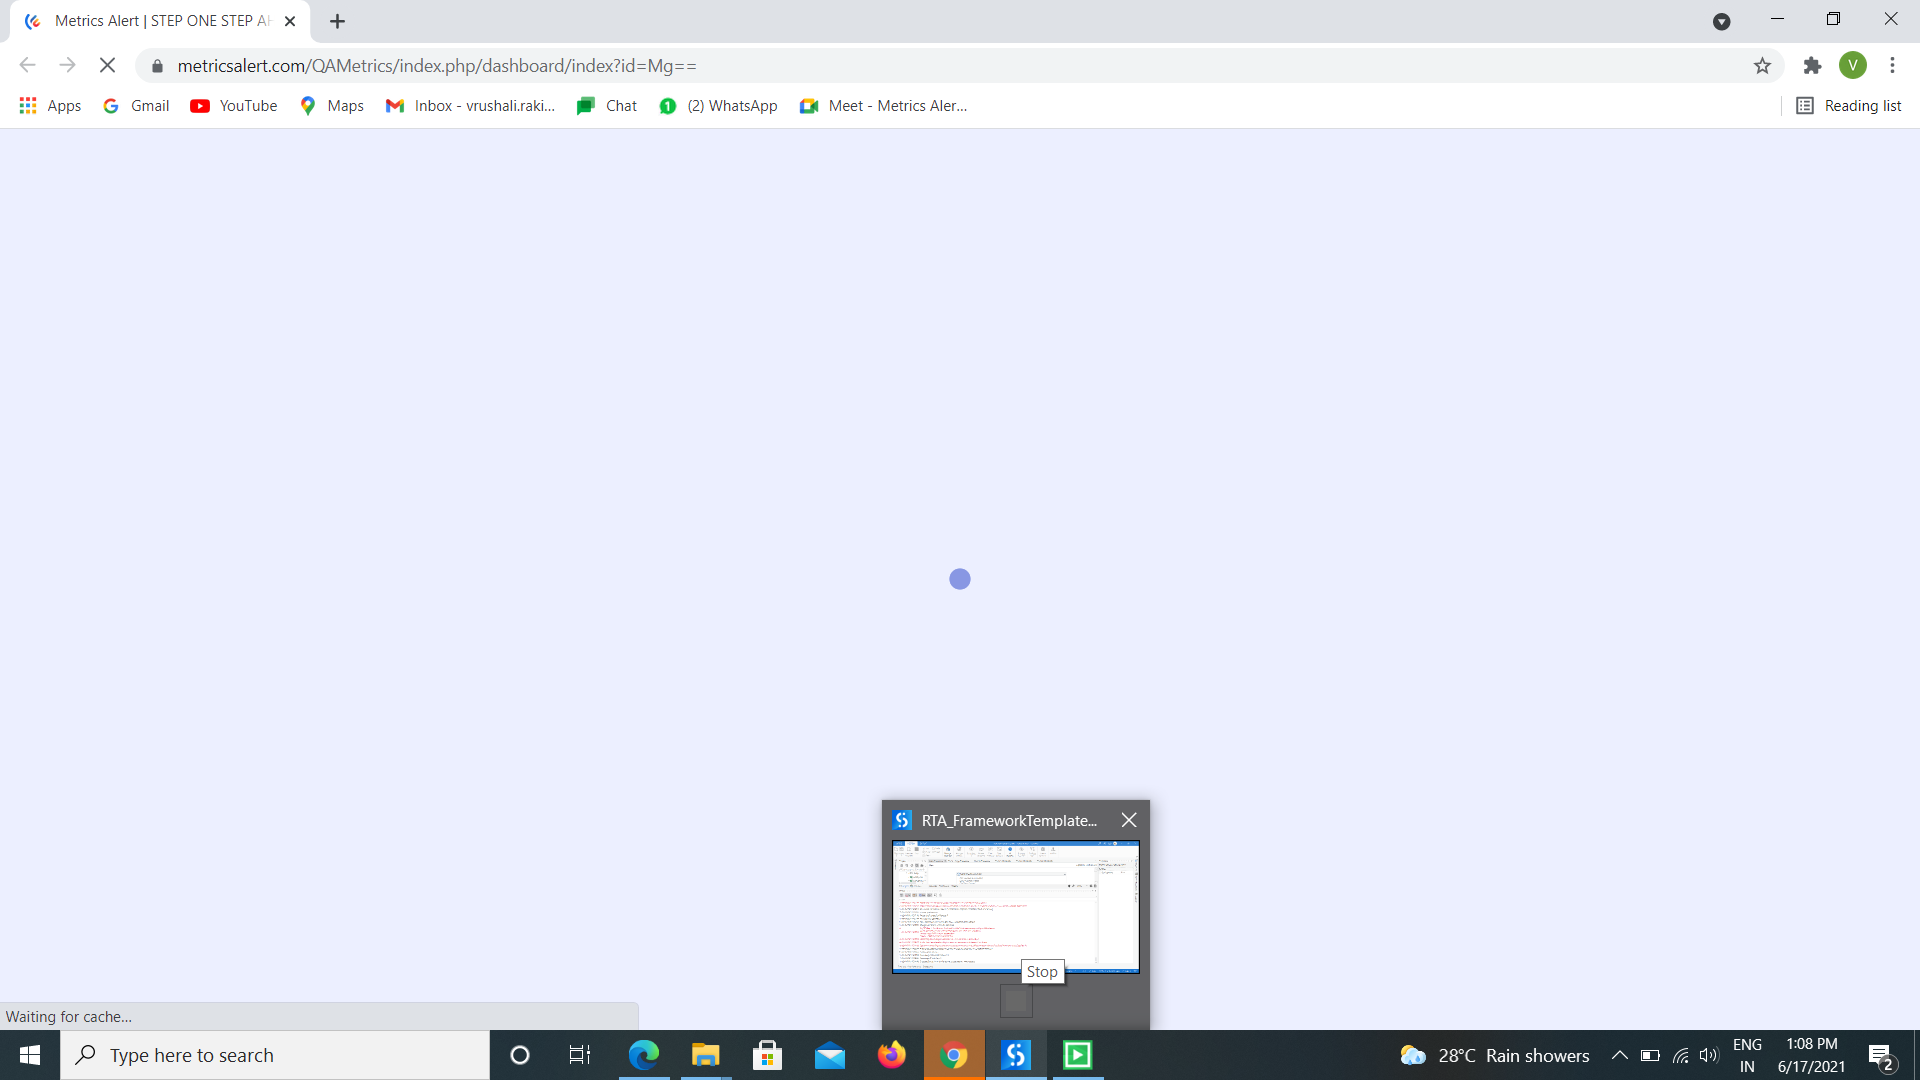 Metrics Alert | STEP ONE STEP AH
metricsalert.com/QAMetrics/index.php/dashboard/index?id=Mg==
V
Apps
Gmail
YouTube
Maps
Inbox - vrushali.raki...
Chat
(2) WhatsApp
Meet - Metrics Aler...
Reading list
RTA_FrameworkTemplate...
Stop
Waiting for cache...
Type here to search
28°C Rain showers
ENG
IN
1:08 PM
6/17/2021
2